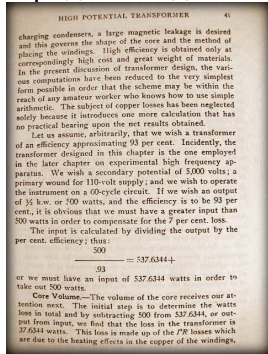 HIGH POTENTIAL TRANSFORMER 41
charging condensers, a large magnetic leakage is desired
and this governs the shape of the core and the method of
placing the windings. High efficiency is obtained only at
correspondingly high cost and great weight of materials.
In the present discussion of transformer design, the vari-
ous computations have been reduced to the very simplest
form possible in order that the scheme may be within the
reach of any amateur worker who knows how to use simple
arithmetic. The subject of copper losses has been neglected
solely because it introduces one more calculation that has
no practical bearing upon the net results obtained.
Let us assume, arbitrarily, that we wish a transformer
of an efficiency approximating 93 per cent. Incidently, the
transformer designed in this chapter is the one employed
in the later chapter on experimental high frequency ap-
paratus. We wish a secondary potential of 5,000 volts; a
primary wound for 110-volt supply; and we wish to operate
the instrument on a 60-cycle circuit. If we wish an output
of ½ k.w. or 500 watts, and the efficiency is to be 93 per
cent., it is obvious that we must have a greater input than
500 watts in order to compensate for the 7 per cent. loss.
The input is calculated by dividing the output by the
per cent. efficiency; thus:
500
—— = 537.6344+
.93
or we must have an input of 537.6344 watts in order to
take out 500 watts.
Core Volume.—The volume of the core receives our at-
tention next. The initial step is to determine the watts
loss in total and by subtracting 500 from 537.6344, or out-
put from input, we find that the loss in the transformer is
37.6344 watts. This loss is made up of the I²R losses which
are due to the heating effects in the copper of the windings,